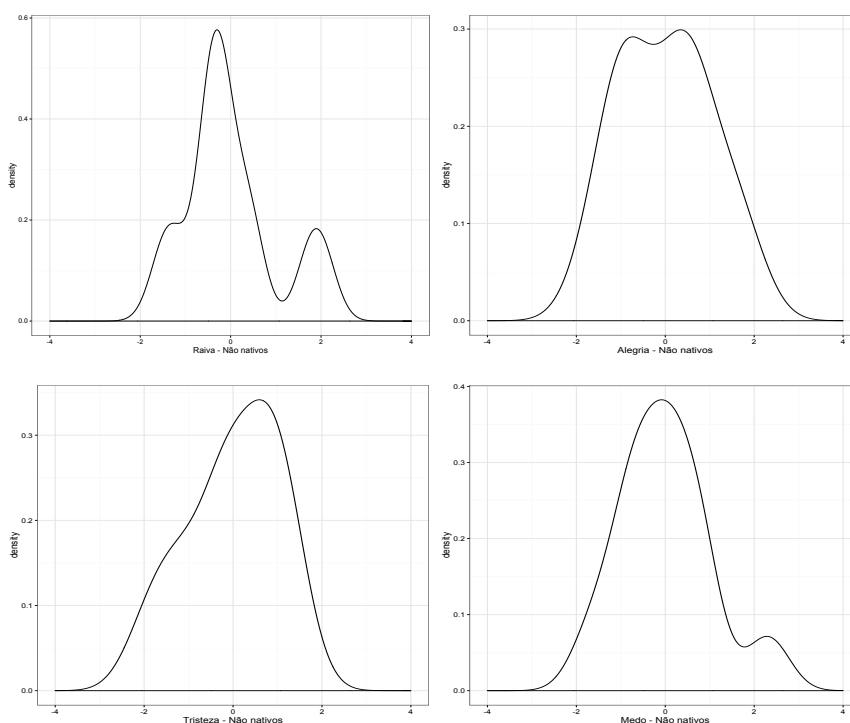 0.6
0.4
0.2
0.0
density
-4 -2 0 2 4
Raiva - Não nativos
0.3
0.2
0.1
0.0
density
-4 -2 0 2 4
Alegria - Não nativos
0.3
0.2
0.1
0.0
density
-4 -2 0 2 4
Tristeza - Não nativos
0.4
0.3
0.2
0.1
0.0
density
-4 -2 0 2 4
Medo - Não nativos